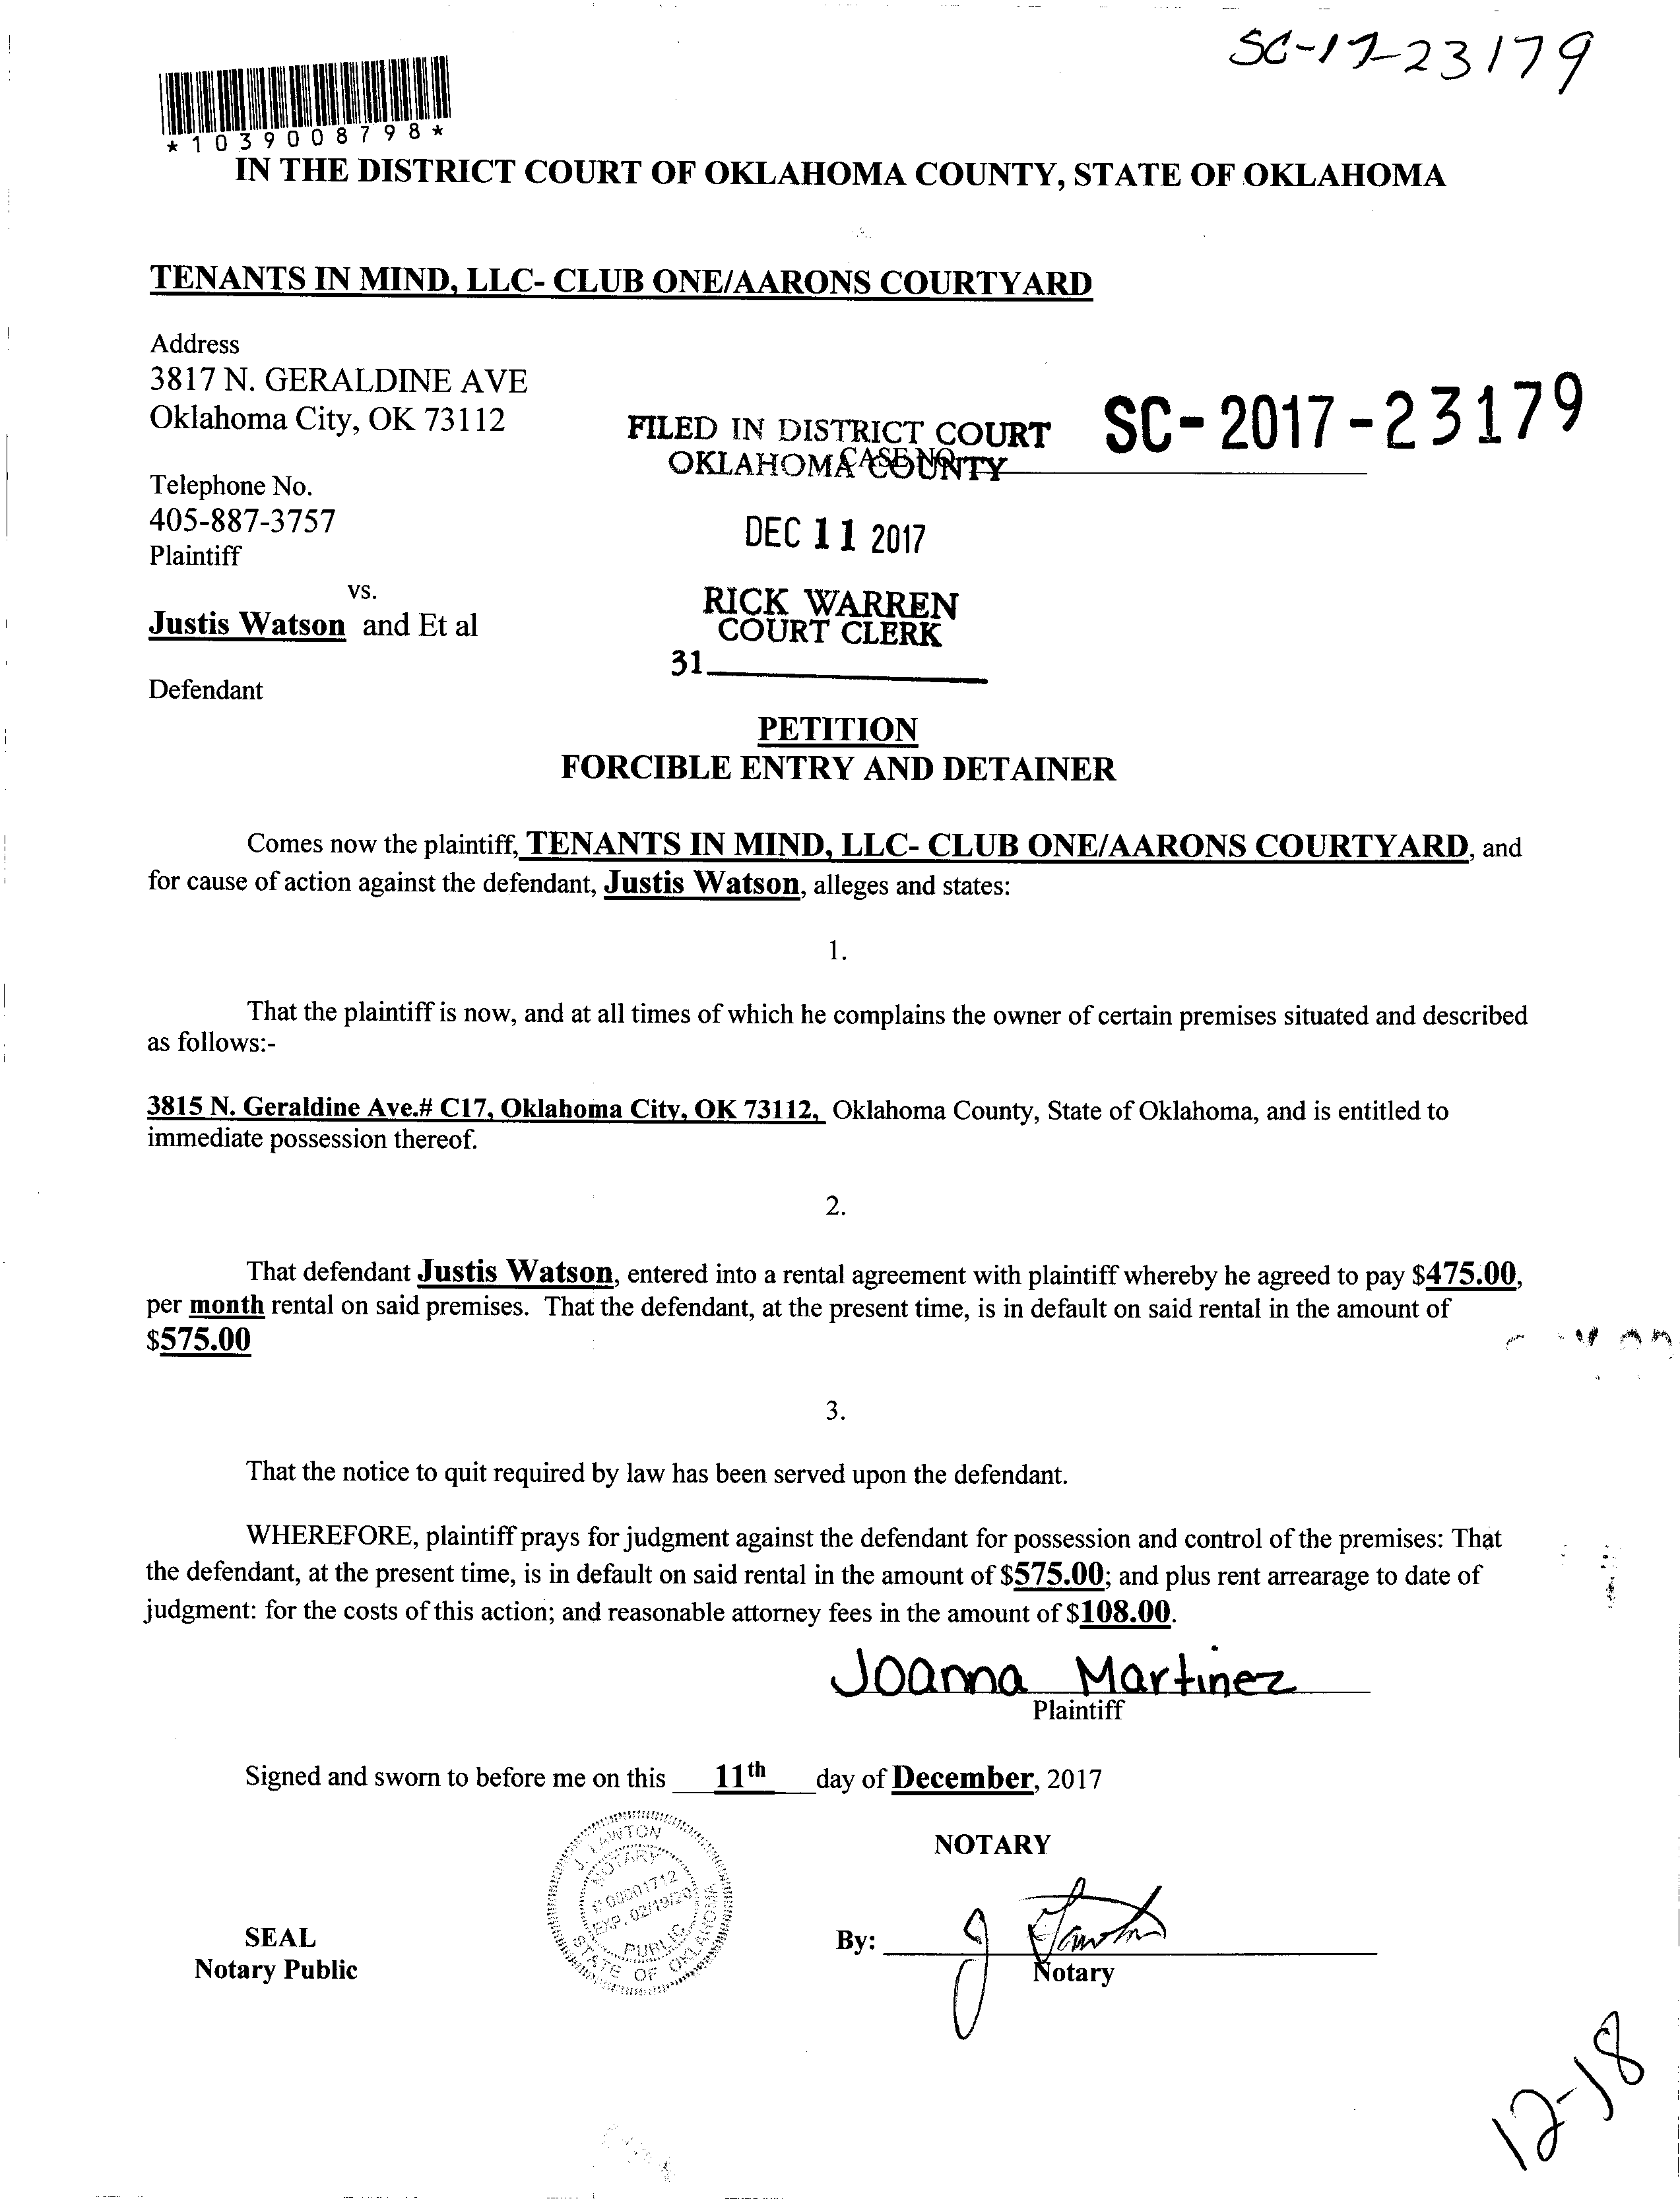 SC-17-23179
*1039008798*
IN THE DISTRICT COURT OF OKLAHOMA COUNTY, STATE OF OKLAHOMA
TENANTS IN MIND, LLC- CLUB ONE/AARONS COURTYARD
Address
3817 N. GERALDINE AVE
Oklahoma City, OK 73112
FILED IN DISTRICT COURT
OKLAHOMA COUNTY
CASE NO.
SC-2017-23179
Telephone No.
405-887-3757
Plaintiff
DEC 11 2017
vs.
Justis Watson and Et al
RICK WARREN
COURT CLERK
31
Defendant
PETITION
FORCIBLE ENTRY AND DETAINER
Comes now the plaintiff, TENANTS IN MIND, LLC- CLUB ONE/AARONS COURTYARD, and
for cause of action against the defendant, Justis Watson, alleges and states:
1.
That the plaintiff is now, and at all times of which he complains the owner of certain premises situated and described
as follows:-
3815 N. Geraldine Ave.# C17, Oklahoma City, OK 73112, Oklahoma County, State of Oklahoma, and is entitled to
immediate possession thereof.
2.
That defendant Justis Watson, entered into a rental agreement with plaintiff whereby he agreed to pay $475.00,
per month rental on said premises. That the defendant, at the present time, is in default on said rental in the amount of
$575.00
3.
That the notice to quit required by law has been served upon the defendant.
WHEREFORE, plaintiff prays for judgment against the defendant for possession and control of the premises: That
the defendant, at the present time, is in default on said rental in the amount of $575.00; and plus rent arrearage to date of
judgment: for the costs of this action; and reasonable attorney fees in the amount of $108.00.
Joanna Martinez
Plaintiff
Signed and sworn to before me on this 11th day of December, 2017
J. LAWTON
NOTARY
# 00001712
EXP. 02/19/20
PUBLIC
STATE OF OKLAHOMA
NOTARY
SEAL
Notary Public
By: J Lawton
Notary
12-18